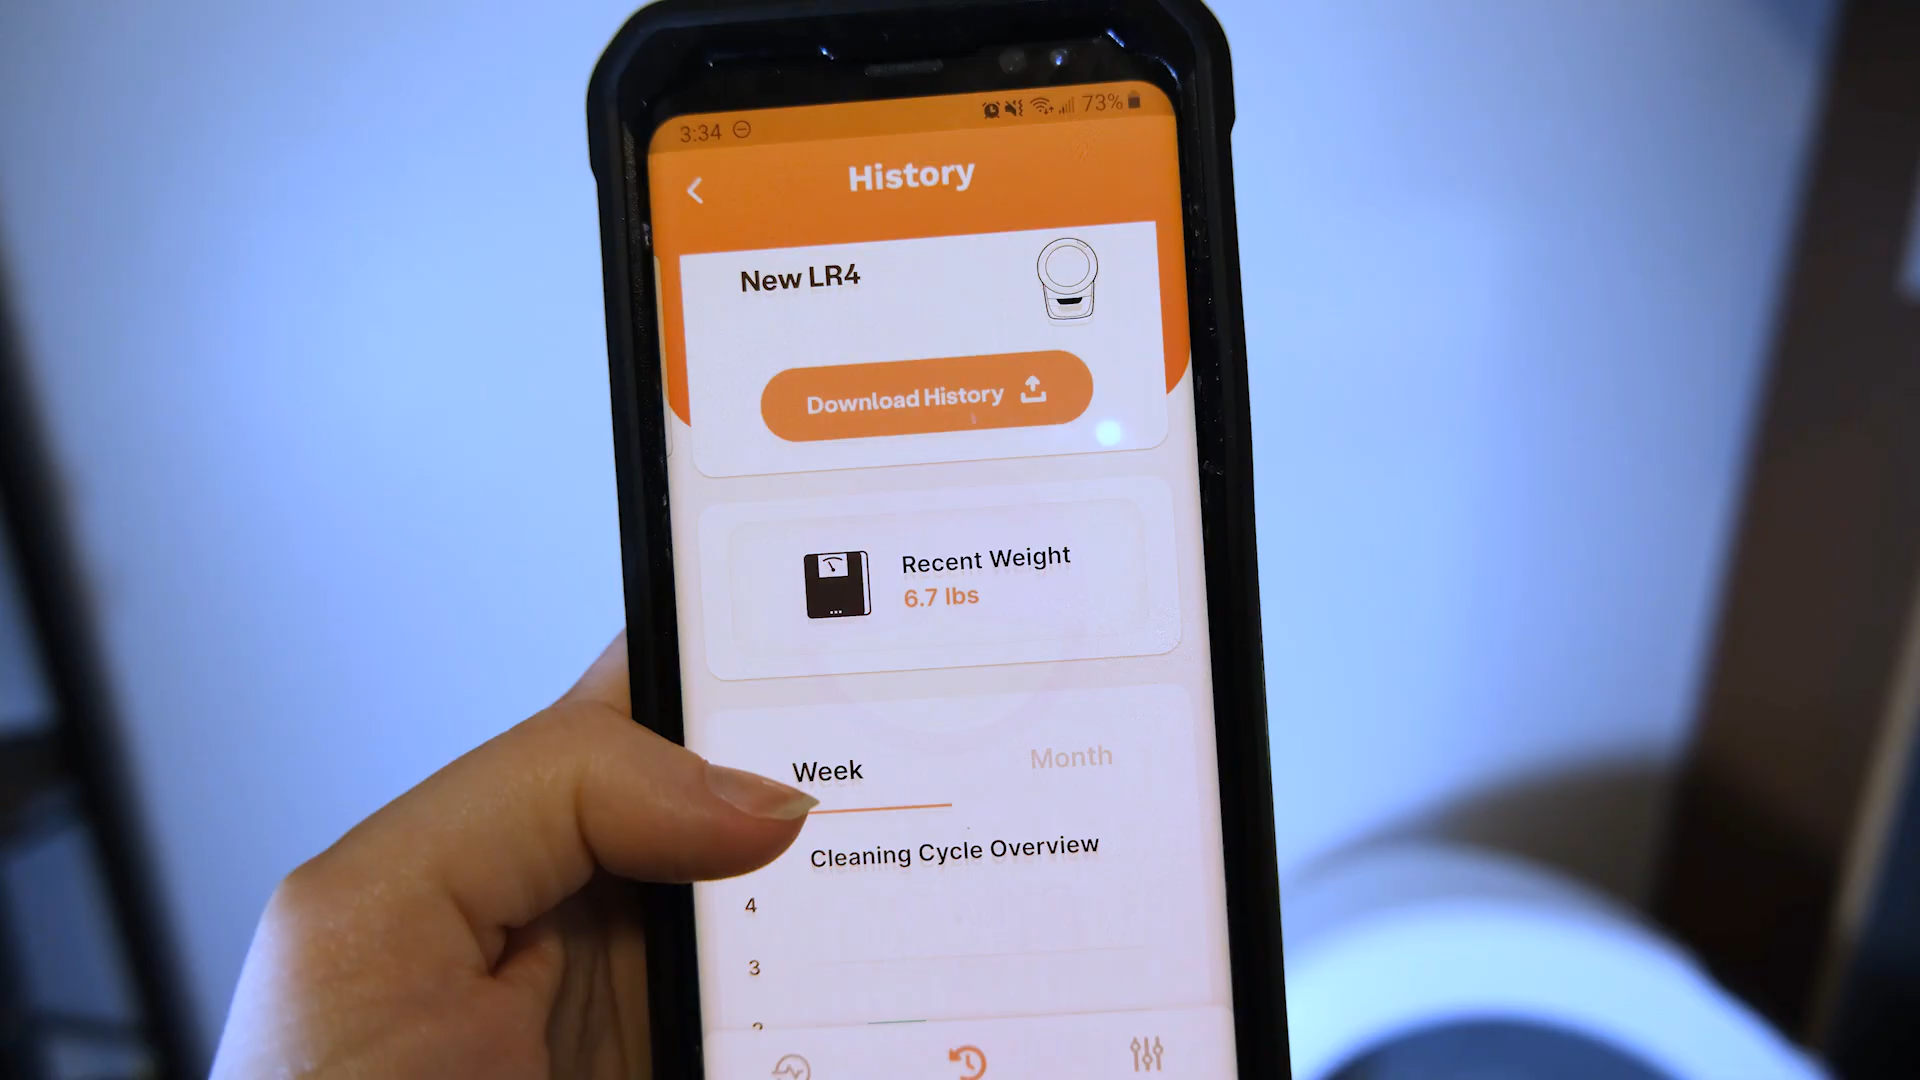 3:34 73%
History
New LR4
Download History
Recent Weight
6.7 lbs
Week Month
Cleaning Cycle Overview
4
3
2